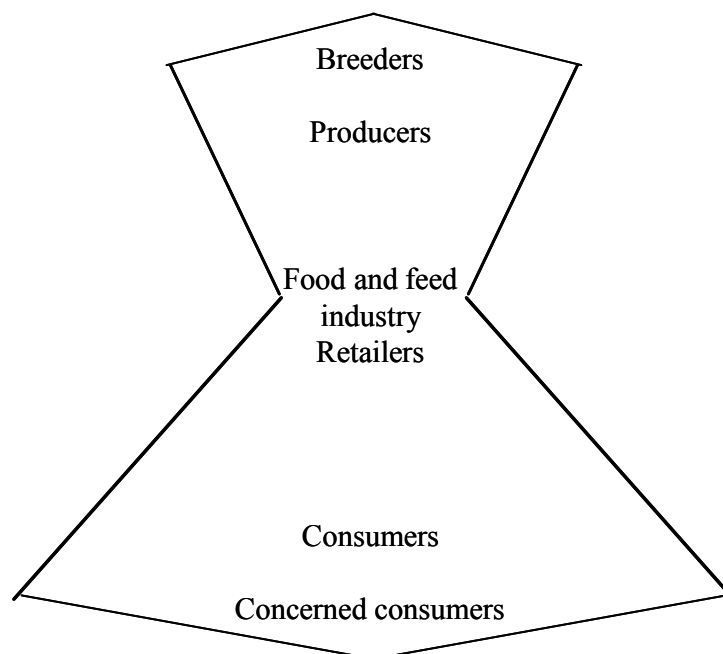 Breeders
Producers
Food and feed
industry
Retailers
Consumers
Concerned consumers